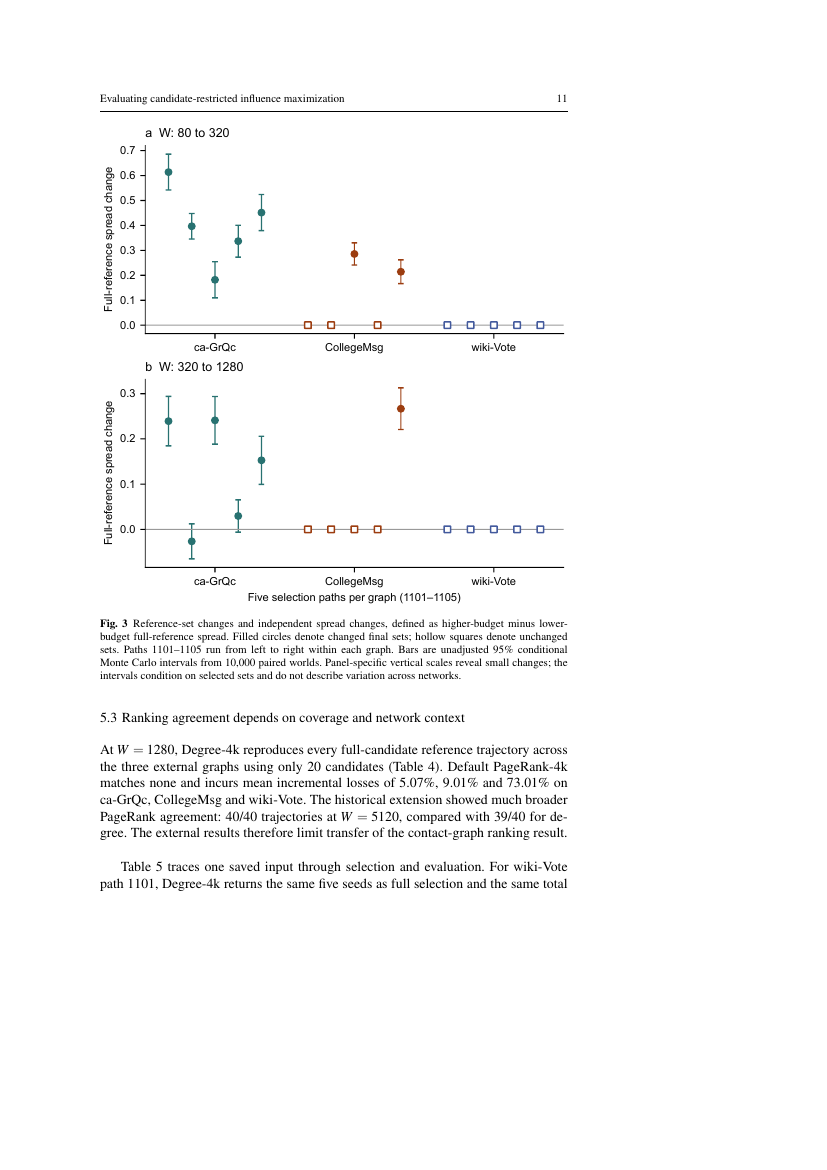 Evaluating candidate-restricted influence maximization 11
a W: 80 to 320
Full-reference spread change
0.7
0.6
0.5
0.4
0.3
0.2
0.1
0.0
ca-GrQc CollegeMsg wiki-Vote
b W: 320 to 1280
Full-reference spread change
0.3
0.2
0.1
0.0
ca-GrQc CollegeMsg wiki-Vote
Five selection paths per graph (1101–1105)
Fig. 3 Reference-set changes and independent spread changes, defined as higher-budget minus lower-
budget full-reference spread. Filled circles denote changed final sets; hollow squares denote unchanged
sets. Paths 1101–1105 run from left to right within each graph. Bars are unadjusted 95% conditional
Monte Carlo intervals from 10,000 paired worlds. Panel-specific vertical scales reveal small changes; the
intervals condition on selected sets and do not describe variation across networks.
5.3 Ranking agreement depends on coverage and network context
At W = 1280, Degree-4k reproduces every full-candidate reference trajectory across
the three external graphs using only 20 candidates (Table 4). Default PageRank-4k
matches none and incurs mean incremental losses of 5.07%, 9.01% and 73.01% on
ca-GrQc, CollegeMsg and wiki-Vote. The historical extension showed much broader
PageRank agreement: 40/40 trajectories at W = 5120, compared with 39/40 for de-
gree. The external results therefore limit transfer of the contact-graph ranking result.
Table 5 traces one saved input through selection and evaluation. For wiki-Vote
path 1101, Degree-4k returns the same five seeds as full selection and the same total